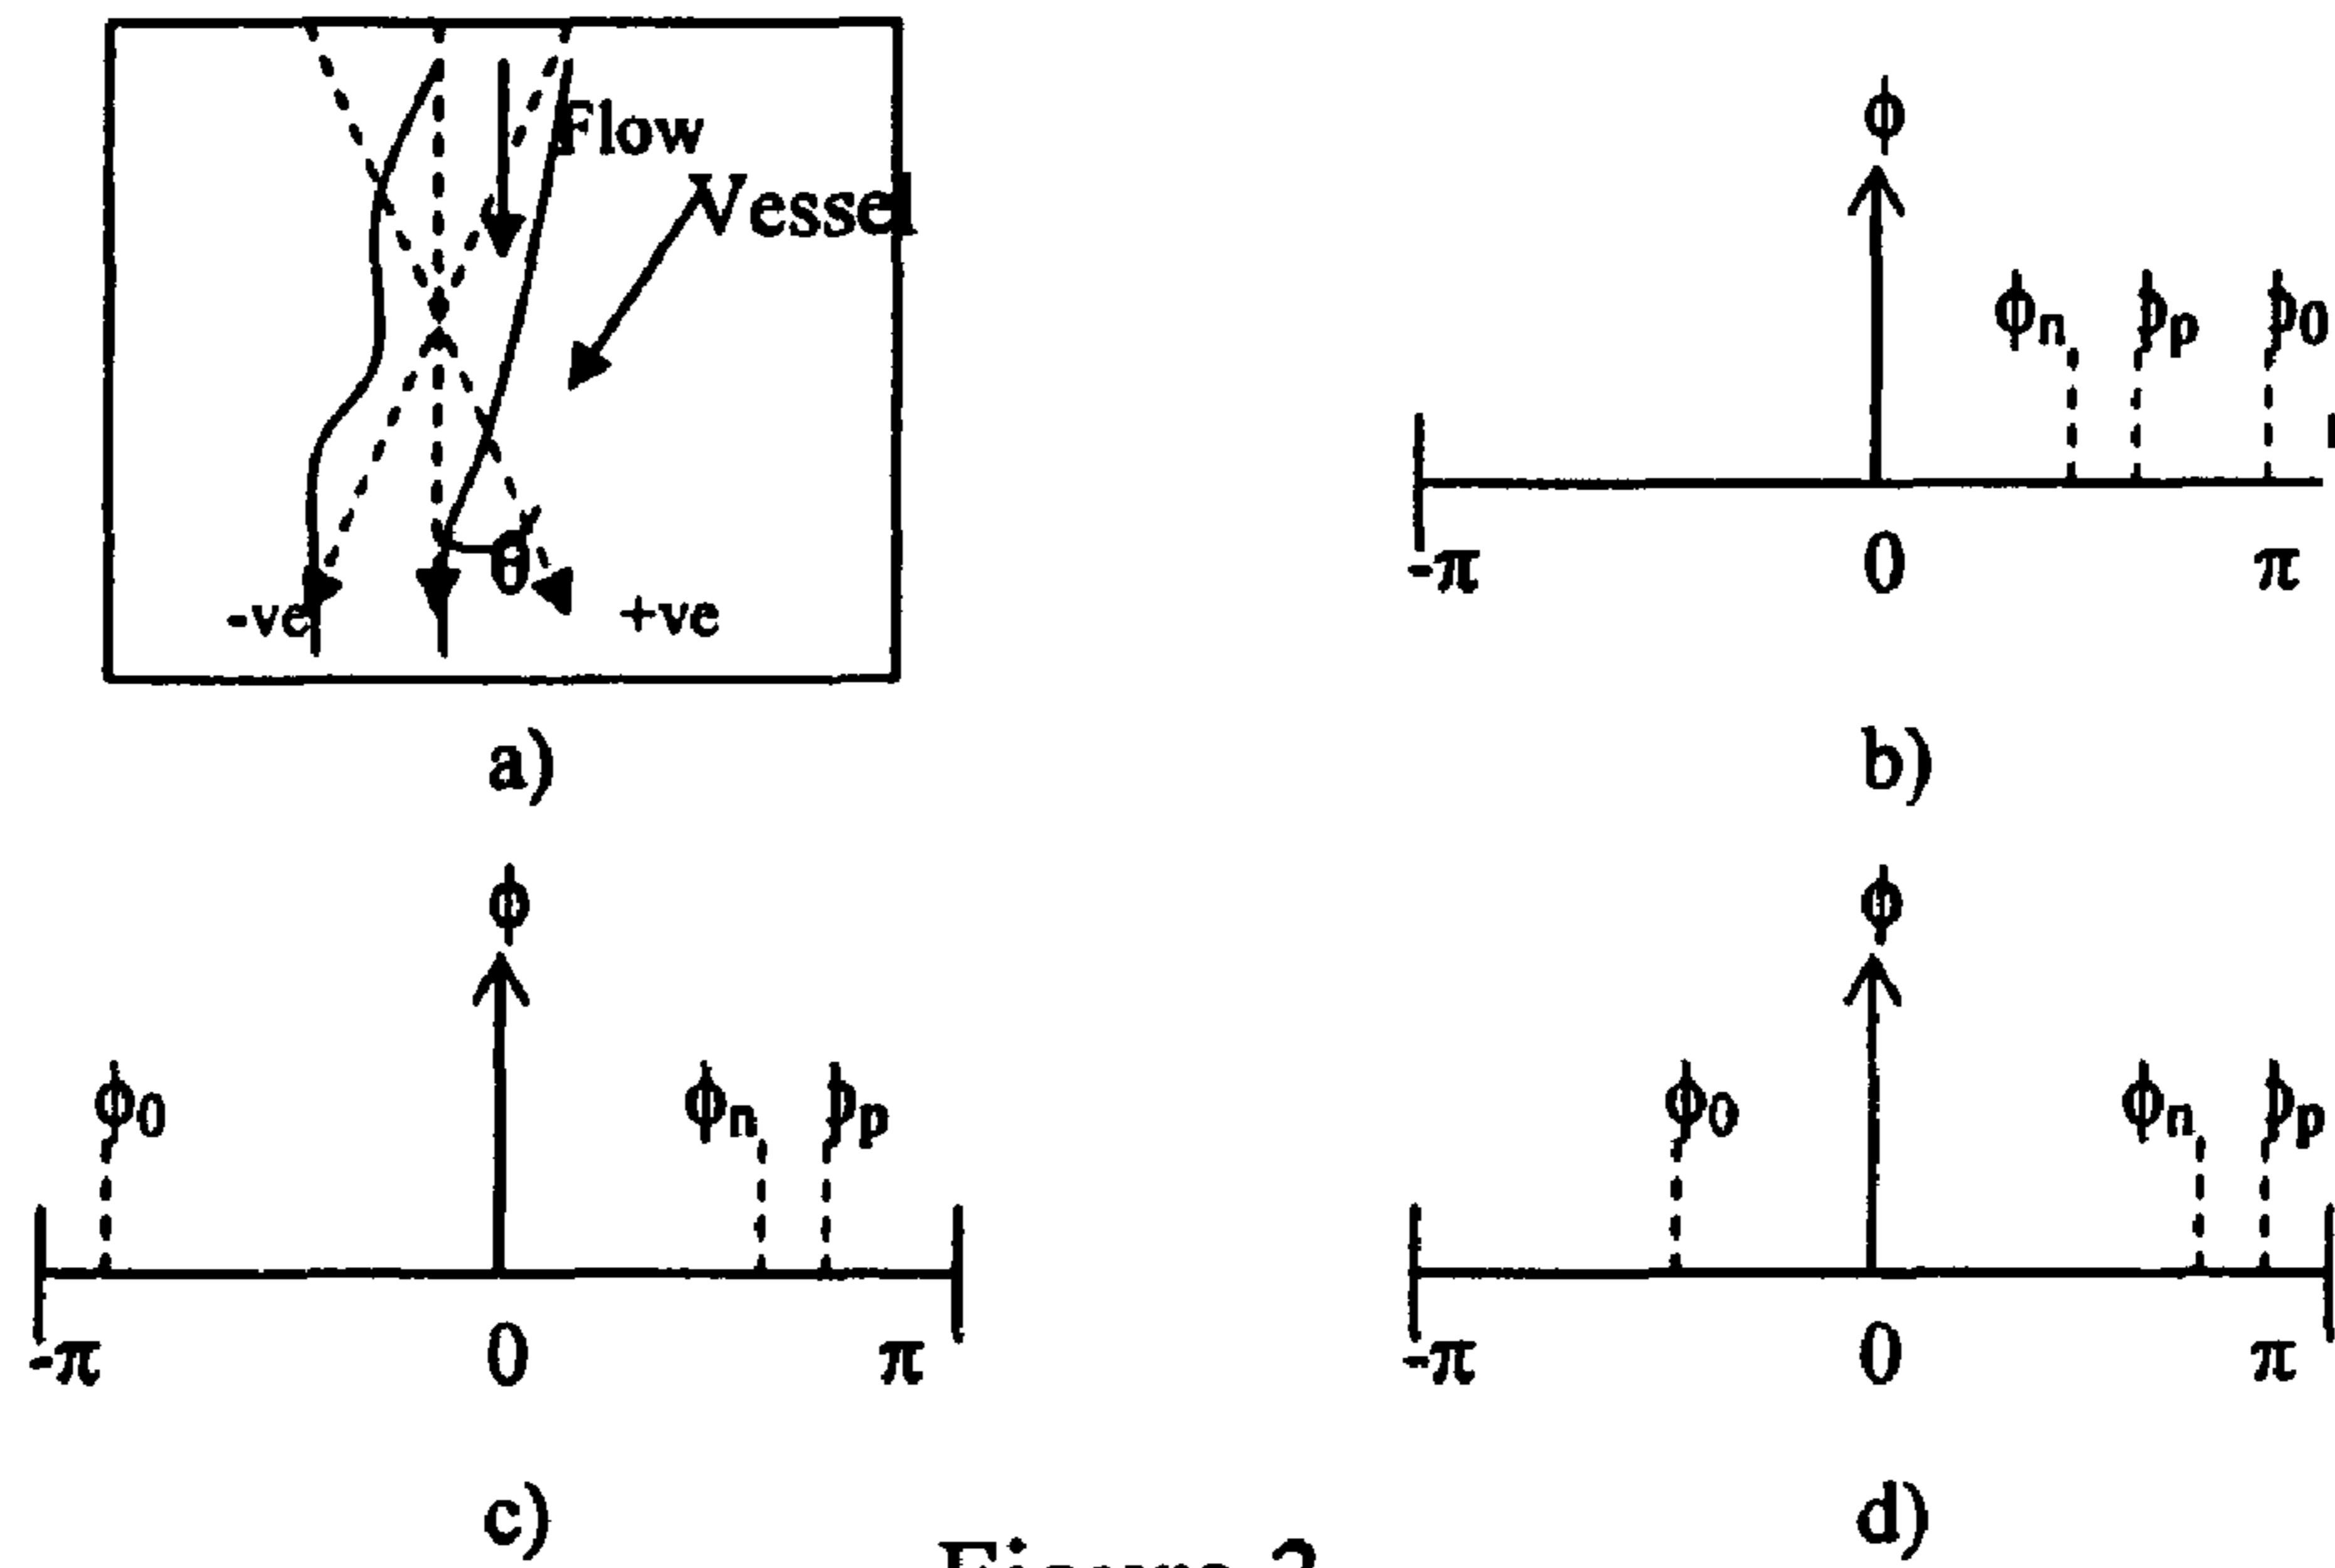 Flow
Vessel
θ
-ve
+ve
a)
ϕ
ϕn ϕp ϕ0
-π 0 π
b)
ϕ
ϕ0 ϕn ϕp
-π 0 π
c)
ϕ
ϕ0 ϕn ϕp
-π 0 π
d)